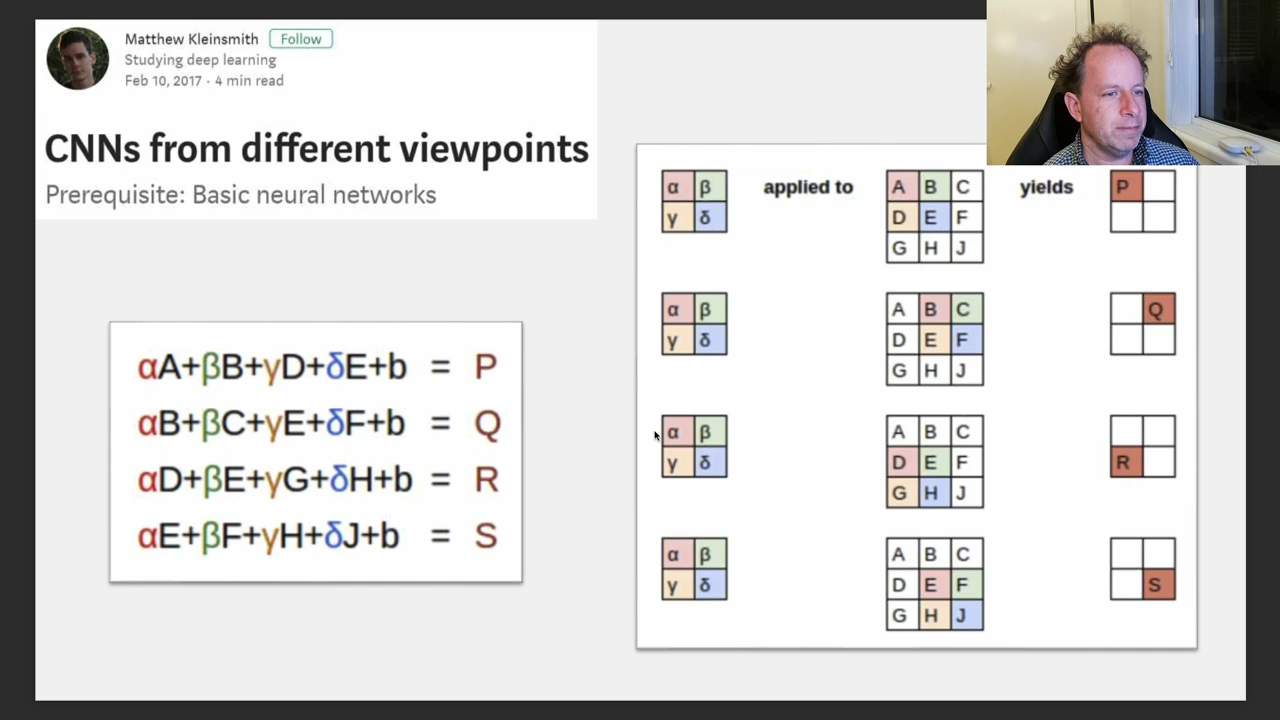 Matthew Kleinsmith Follow
Studying deep learning
Feb 10, 2017 · 4 min read
CNNs from different viewpoints
Prerequisite: Basic neural networks
αA+βB+γD+δE+b = P
αB+βC+γE+δF+b = Q
αD+βE+γG+δH+b = R
αE+βF+γH+δJ+b = S
α β applied to A B C yields P
γ δ D E F
G H J
α β A B C Q
γ δ D E F
G H J
α β A B C
γ δ D E F R
G H J
α β A B C
γ δ D E F S
G H J